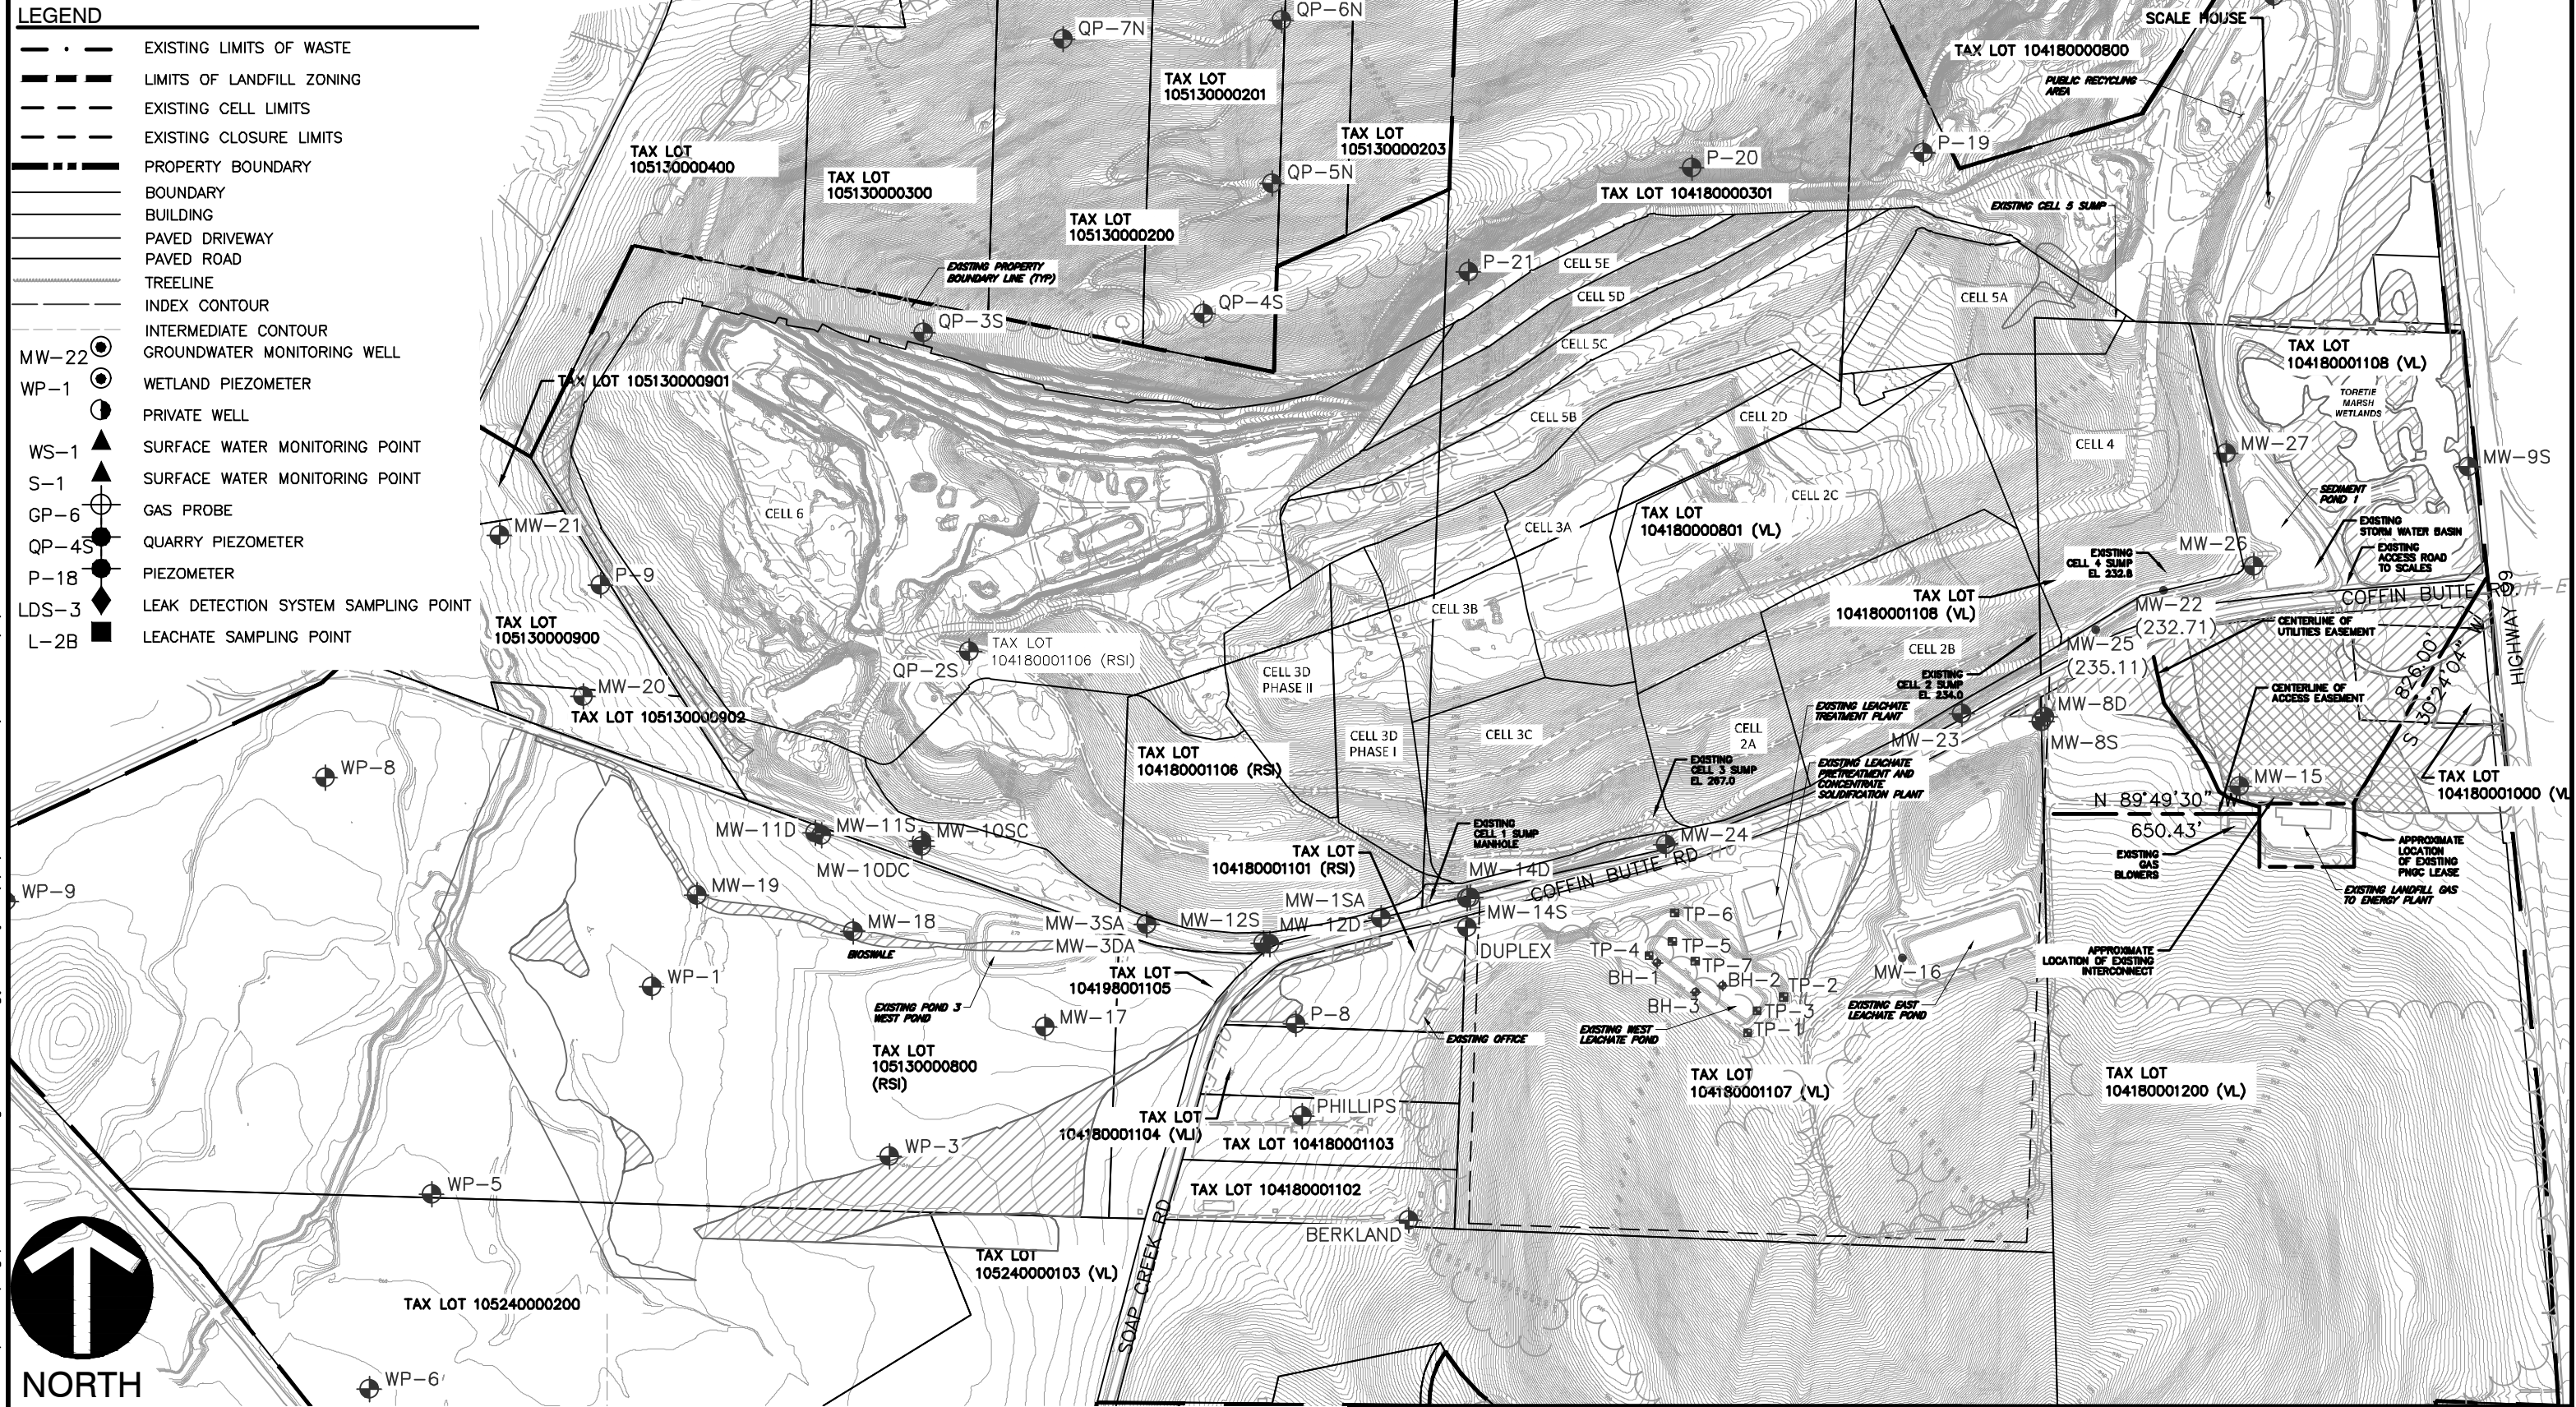 LEGEND
EXISTING LIMITS OF WASTE
LIMITS OF LANDFILL ZONING
EXISTING CELL LIMITS
EXISTING CLOSURE LIMITS
PROPERTY BOUNDARY
BOUNDARY
BUILDING
PAVED DRIVEWAY
PAVED ROAD
TREELINE
INDEX CONTOUR
INTERMEDIATE CONTOUR
MW-22 GROUNDWATER MONITORING WELL
WP-1 WETLAND PIEZOMETER
PRIVATE WELL
WS-1 SURFACE WATER MONITORING POINT
S-1 SURFACE WATER MONITORING POINT
GP-6 GAS PROBE
QP-4S QUARRY PIEZOMETER
P-18 PIEZOMETER
LDS-3 LEAK DETECTION SYSTEM SAMPLING POINT
L-2B LEACHATE SAMPLING POINT
QP-7N
QP-6N
SCALE HOUSE
TAX LOT 104180000800
PUBLIC RECYCLING
AREA
TAX LOT
105130000201
TAX LOT
105130000203
TAX LOT
105130000400
TAX LOT
105130000300
QP-5N
P-20
P-19
TAX LOT 104180000301
EXISTING CELL 5 SUMP
TAX LOT
105130000200
EXISTING PROPERTY
BOUNDARY LINE (TYP)
P-21
CELL 5E
CELL 5D
CELL 5A
QP-4S
QP-3S
CELL 5C
TAX LOT
104180001108 (VL)
TAX LOT 105130000901
TORETIE
MARSH
WETLANDS
CELL 5B
CELL 2D
CELL 4
MW-27
MW-9S
SEDIMENT
POND 1
CELL 2C
CELL 6
CELL 3A
TAX LOT
104180000801 (VL)
MW-21
EXISTING
STORM WATER BASIN
MW-26
EXISTING
ACCESS ROAD
TO SCALES
EXISTING
CELL 4 SUMP
EL 232.8
P-9
TAX LOT
104180001108 (VL)
COFFIN BUTTE RD.
HIGHWAY 99
MW-22
(232.71)
CELL 3B
TAX LOT
105130000900
CENTERLINE OF
UTILITIES EASEMENT
MW-25
(235.11)
TAX LOT
104180001106 (RSI)
QP-2S
CELL 2B
CELL 3D
PHASE II
EXISTING
CELL 2 SUMP
EL 234.0
826.00'
S 30°24'04" W
CENTERLINE OF
ACCESS EASEMENT
MW-20
TAX LOT 105130000902
EXISTING LEACHATE
TREATMENT PLANT
MW-8D
MW-8S
MW-23
CELL
2A
CELL 3C
CELL 3D
PHASE I
TAX LOT
104180001106 (RSI)
EXISTING
CELL 3 SUMP
EL 267.0
EXISTING LEACHATE
PRETREATMENT AND
CONCENTRATE
SOLIDIFICATION PLANT
WP-8
MW-15
TAX LOT
104180001000 (VL
N 89°49'30" W
650.43'
MW-11D
MW-11S
MW-10SC
MW-10DC
EXISTING
CELL 1 SUMP
MANHOLE
MW-24
COFFIN BUTTE RD
TAX LOT
104180001101 (RSI)
EXISTING
GAS
BLOWERS
APPROXIMATE
LOCATION
OF EXISTING
PNGC LEASE
EXISTING LANDFILL GAS
TO ENERGY PLANT
WP-9
MW-19
MW-14D
MW-1SA
MW-14S
MW-18
MW-3SA
MW-3DA
MW-12S
MW-12D
BIOSWALE
DUPLEX
TP-6
TP-5
TP-4
TP-7
BH-1
BH-2
TP-2
BH-3
TP-3
TP-1
MW-16
APPROXIMATE
LOCATION OF EXISTING
INTERCONNECT
WP-1
TAX LOT
104198001105
EXISTING POND 3
WEST POND
MW-17
P-8
EXISTING OFFICE
EXISTING WEST
LEACHATE POND
EXISTING EAST
LEACHATE POND
TAX LOT
105130000800
(RSI)
TAX LOT
104180001107 (VL)
TAX LOT
104180001200 (VL)
PHILLIPS
TAX LOT
104180001104 (VLI)
TAX LOT 104180001103
WP-3
WP-5
TAX LOT 104180001102
BERKLAND
SOAP CREEK RD
TAX LOT
105240000103 (VL)
TAX LOT 105240000200
WP-6
NORTH